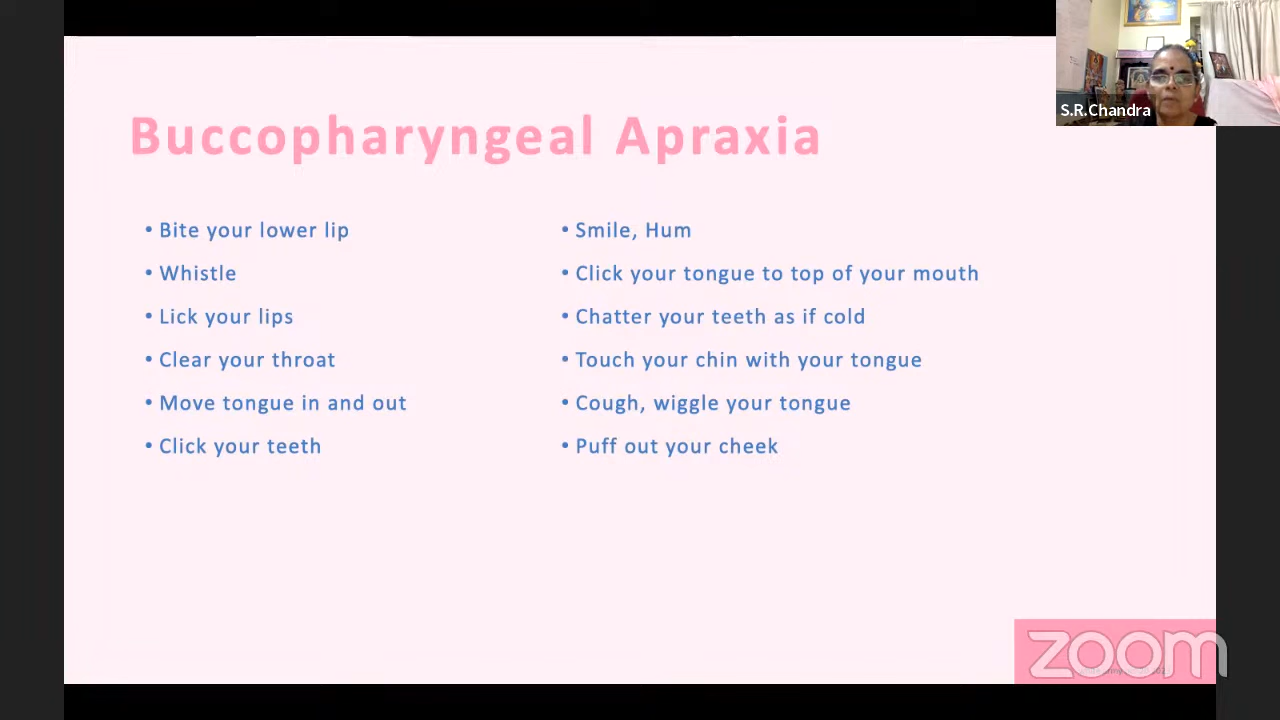 S.R.Chandra
Buccopharyngeal Apraxia
• Bite your lower lip
• Whistle
• Lick your lips
• Clear your throat
• Move tongue in and out
• Click your teeth
• Smile, Hum
• Click your tongue to top of your mouth
• Chatter your teeth as if cold
• Touch your chin with your tongue
• Cough, wiggle your tongue
• Puff out your cheek
zoom